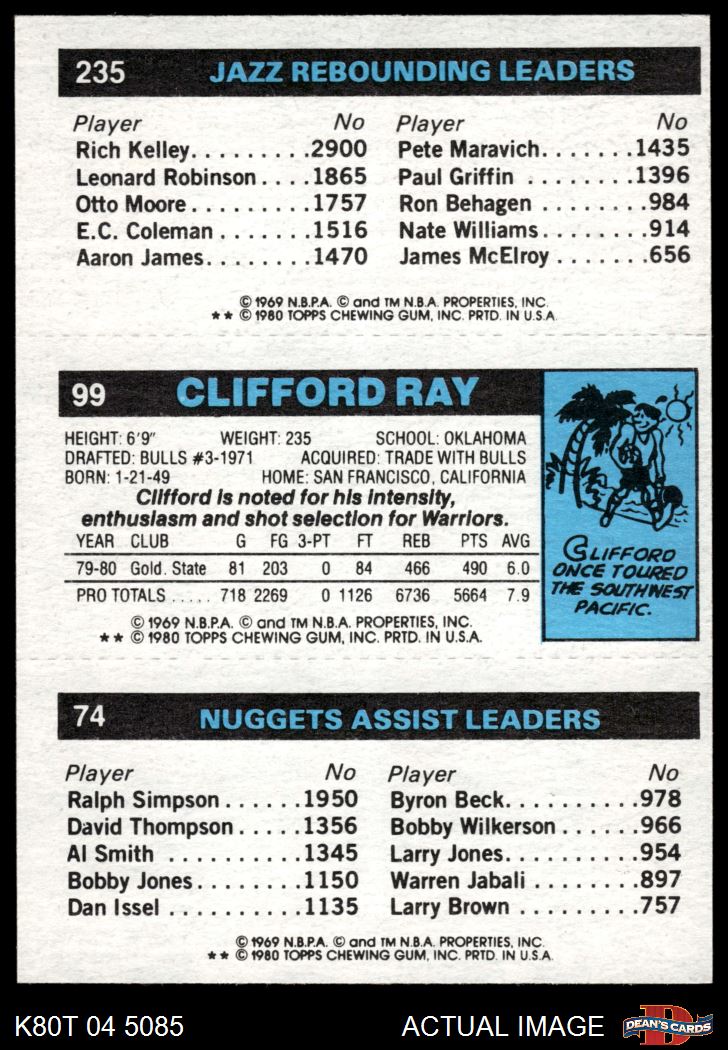 235 JAZZ REBOUNDING LEADERS
Player No Player No
Rich Kelley. . . . . . . . .2900 Pete Maravich. . . . . . .1435
Leonard Robinson . . . .1865 Paul Griffin . . . . . . . .1396
Otto Moore. . . . . . . . .1757 Ron Behagen . . . . . . . .984
E.C. Coleman . . . . . . .1516 Nate Williams. . . . . . . .914
Aaron James. . . . . . . .1470 James McElroy . . . . . . .656
© 1969 N.B.P.A. © and TM N.B.A. PROPERTIES, INC.
★★ © 1980 TOPPS CHEWING GUM, INC. PRTD. IN U.S.A.
99 CLIFFORD RAY
HEIGHT: 6'9" WEIGHT: 235 SCHOOL: OKLAHOMA
DRAFTED: BULLS #3-1971 ACQUIRED: TRADE WITH BULLS
BORN: 1-21-49 HOME: SAN FRANCISCO, CALIFORNIA
Clifford is noted for his intensity,
enthusiasm and shot selection for Warriors.
YEAR CLUB G FG 3-PT FT REB PTS AVG
79-80 Gold. State 81 203 0 84 466 490 6.0
PRO TOTALS . . . . . 718 2269 0 1126 6736 5664 7.9
© 1969 N.B.P.A. © and TM N.B.A. PROPERTIES, INC.
★★ © 1980 TOPPS CHEWING GUM, INC. PRTD. IN U.S.A.
CLIFFORD
ONCE TOURED
THE SOUTHWEST
PACIFIC.
74 NUGGETS ASSIST LEADERS
Player No Player No
Ralph Simpson . . . . . .1950 Byron Beck. . . . . . . . . .978
David Thompson . . . . .1356 Bobby Wilkerson . . . . . .966
Al Smith . . . . . . . . . .1345 Larry Jones. . . . . . . . . .954
Bobby Jones. . . . . . . .1150 Warren Jabali . . . . . . . .897
Dan Issel . . . . . . . . . .1135 Larry Brown . . . . . . . . .757
© 1969 N.B.P.A. © and TM N.B.A. PROPERTIES, INC.
★★ © 1980 TOPPS CHEWING GUM, INC. PRTD. IN U.S.A.
K80T 04 5085 ACTUAL IMAGE D DEAN'S CARDS